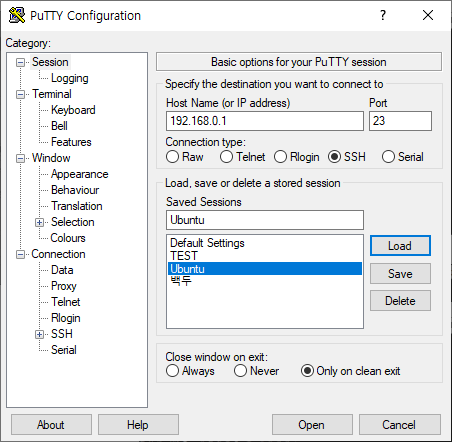 PuTTY Configuration
Category:
Session
Logging
Terminal
Keyboard
Bell
Features
Window
Appearance
Behaviour
Translation
Selection
Colours
Connection
Data
Proxy
Telnet
Rlogin
SSH
Serial
Basic options for your PuTTY session
Specify the destination you want to connect to
Host Name (or IP address) Port
192.168.0.1 23
Connection type:
Raw Telnet Rlogin SSH Serial
Load, save or delete a stored session
Saved Sessions
Ubuntu
Default Settings
TEST
Ubuntu
백두
Load
Save
Delete
Close window on exit:
Always Never Only on clean exit
About Help Open Cancel